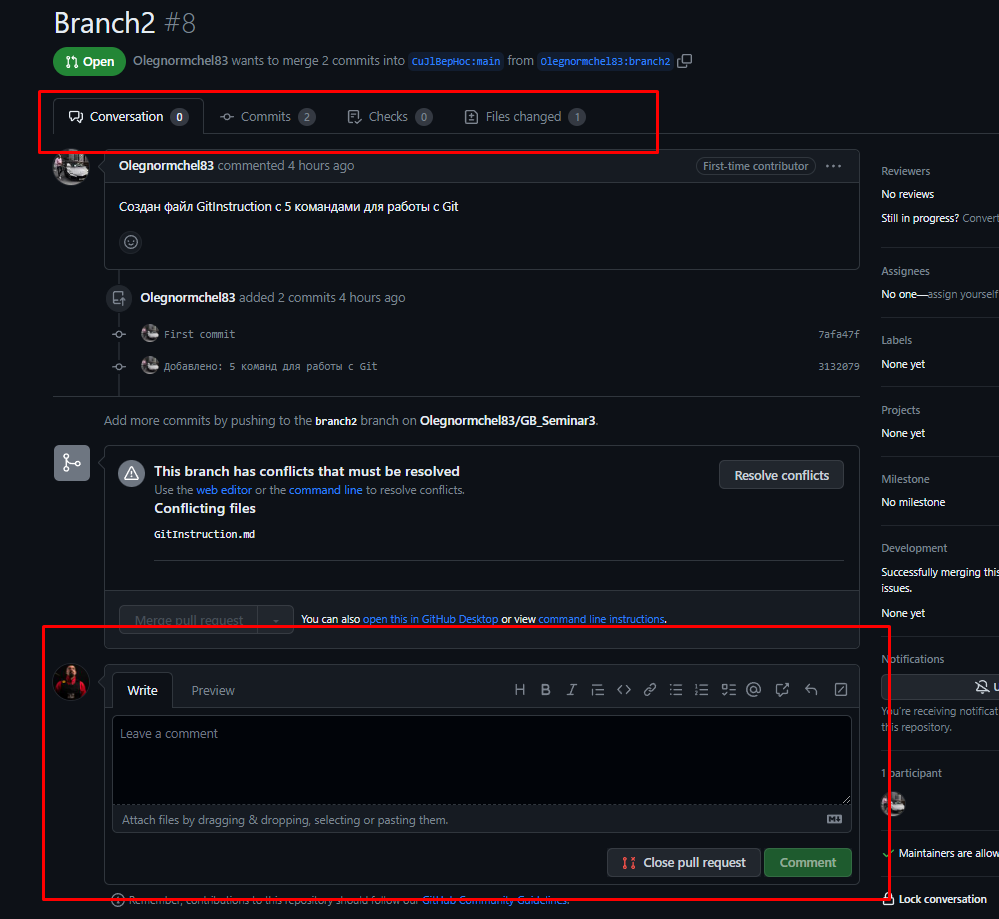 Branch2 #8
Open Olegnormchel83 wants to merge 2 commits into CuJlBepHoc:main from Olegnormchel83:branch2
Conversation 0 Commits 2 Checks 0 Files changed 1
Olegnormchel83 commented 4 hours ago First-time contributor
Создан файл GitInstruction с 5 командами для работы с Git
Olegnormchel83 added 2 commits 4 hours ago
First commit 7afa47f
Добавлено: 5 команд для работы с Git 3132079
Add more commits by pushing to the branch2 branch on Olegnormchel83/GB_Seminar3.
This branch has conflicts that must be resolved
Use the web editor or the command line to resolve conflicts.
Resolve conflicts
Conflicting files
GitInstruction.md
Merge pull request You can also open this in GitHub Desktop or view command line instructions.
Write Preview H B I
Leave a comment
Attach files by dragging & dropping, selecting or pasting them.
Close pull request Comment
Remember, contributions to this repository should follow our GitHub Community Guidelines.
Reviewers
No reviews
Still in progress? Convert
Assignees
No one—assign yourself
Labels
None yet
Projects
None yet
Milestone
No milestone
Development
Successfully merging this
issues.
None yet
Notifications
You're receiving notificat
this repository.
1 participant
Maintainers are allow
Lock conversation